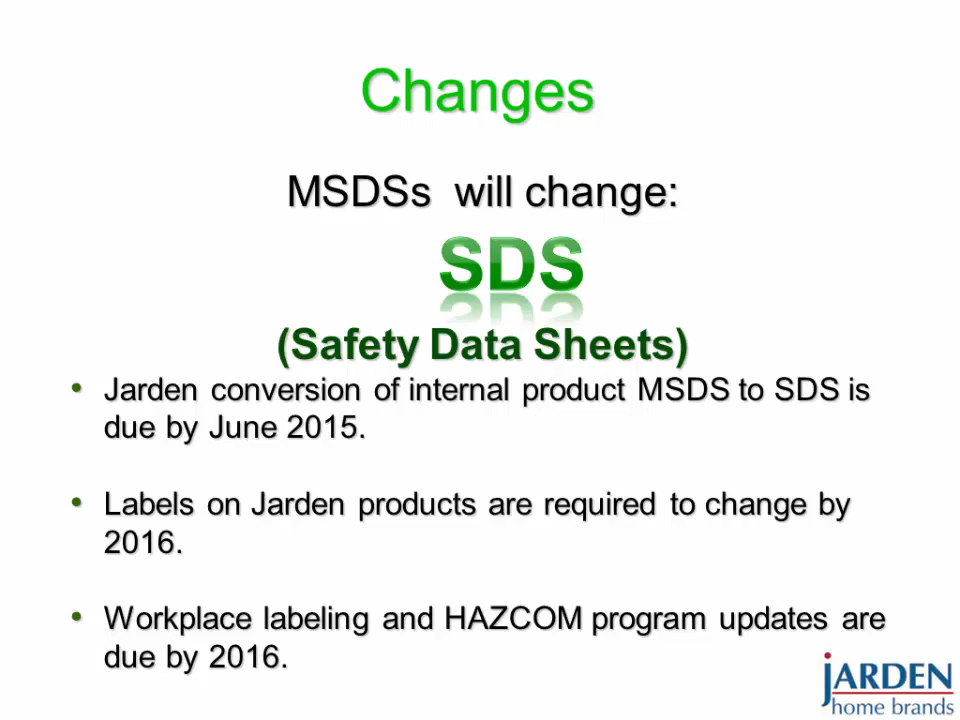 Changes
MSDSs will change:
SDS
(Safety Data Sheets)
• Jarden conversion of internal product MSDS to SDS is
due by June 2015.
• Labels on Jarden products are required to change by
2016.
• Workplace labeling and HAZCOM program updates are
due by 2016.
jARDEN
home brands